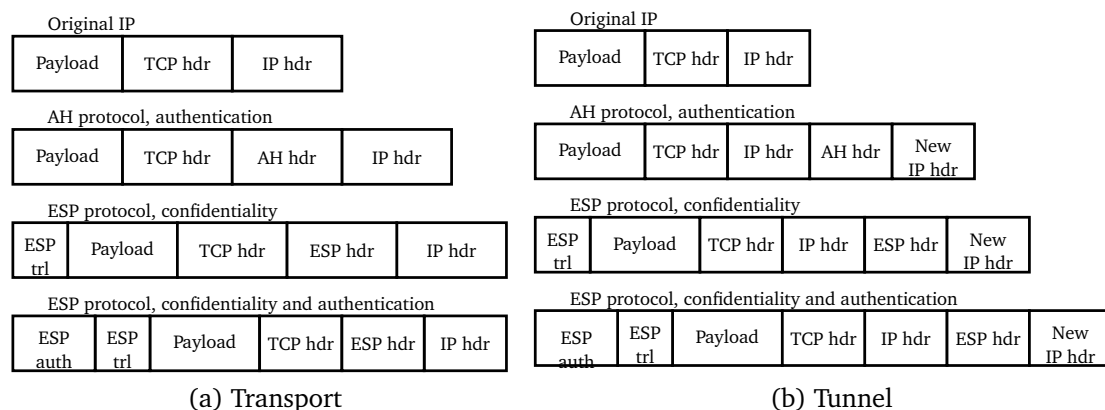 Original IP
Payload TCP hdr IP hdr
AH protocol, authentication
Payload TCP hdr AH hdr IP hdr
ESP protocol, confidentiality
ESP trl Payload TCP hdr ESP hdr IP hdr
ESP protocol, confidentiality and authentication
ESP auth ESP trl Payload TCP hdr ESP hdr IP hdr
(a) Transport
Original IP
Payload TCP hdr IP hdr
AH protocol, authentication
Payload TCP hdr IP hdr AH hdr New IP hdr
ESP protocol, confidentiality
ESP trl Payload TCP hdr IP hdr ESP hdr New IP hdr
ESP protocol, confidentiality and authentication
ESP auth ESP trl Payload TCP hdr IP hdr ESP hdr New IP hdr
(b) Tunnel